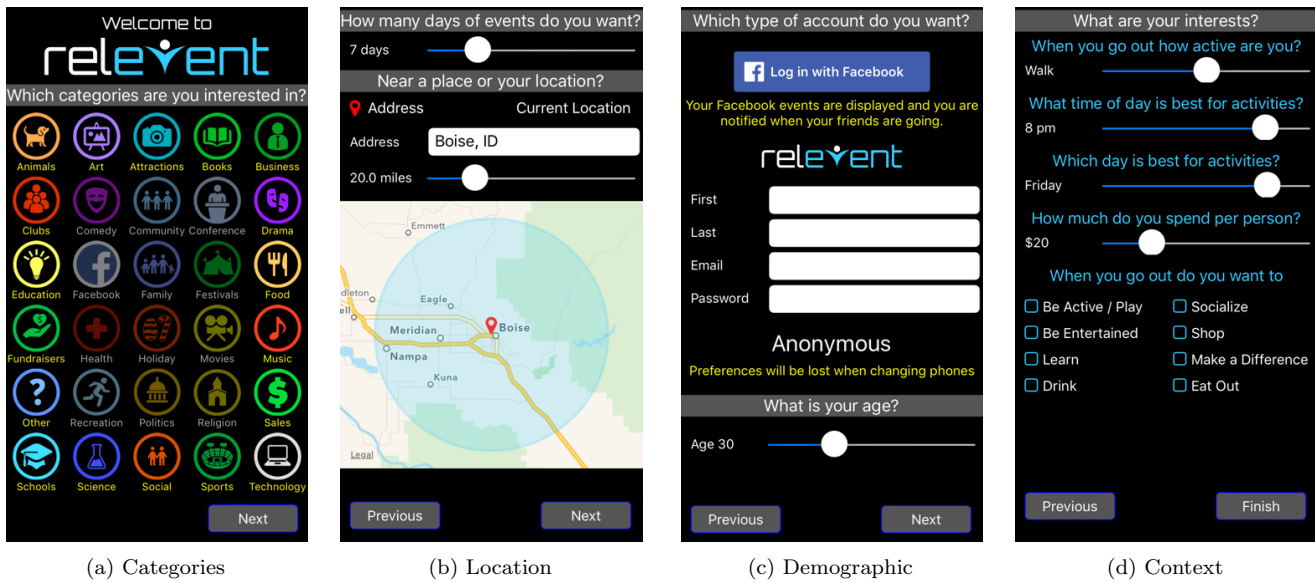 Welcome to
relevent
Which categories are you interested in?
Animals Art Attractions Books Business
Clubs Comedy Community Conference Drama
Education Facebook Family Festivals Food
Fundraisers Health Holiday Movies Music
Other Recreation Politics Religion Sales
Schools Science Social Sports Technology
Next
(a) Categories
How many days of events do you want?
7 days
Near a place or your location?
Address Current Location
Address Boise, ID
20.0 miles
Emmett
Eagle
Meridian Boise
Nampa
Kuna
Legal
Previous Next
(b) Location
Which type of account do you want?
f Log in with Facebook
Your Facebook events are displayed and you are
notified when your friends are going.
relevent
First
Last
Email
Password
Anonymous
Preferences will be lost when changing phones
What is your age?
Age 30
Previous Next
(c) Demographic
What are your interests?
When you go out how active are you?
Walk
What time of day is best for activities?
8 pm
Which day is best for activities?
Friday
How much do you spend per person?
$20
When you go out do you want to
Be Active / Play Socialize
Be Entertained Shop
Learn Make a Difference
Drink Eat Out
Previous Finish
(d) Context